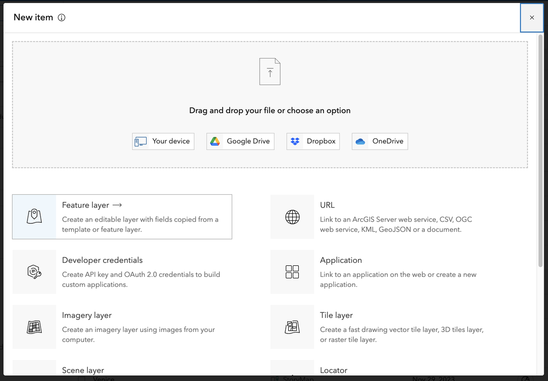 New item
Drag and drop your file or choose an option
Your device
Google Drive
Dropbox
OneDrive
Feature layer
Create an editable layer with fields copied from a
template or feature layer.
URL
Link to an ArcGIS Server web service, CSV, OGC
web service, KML, GeoJSON or a document.
Developer credentials
Create API key and OAuth 2.0 credentials to build
custom applications.
Application
Link to an application on the web or create a new
application.
Imagery layer
Create an imagery layer using images from your
computer.
Tile layer
Create a fast drawing vector tile layer, 3D tiles layer,
or raster tile layer.
Scene layer
Locator